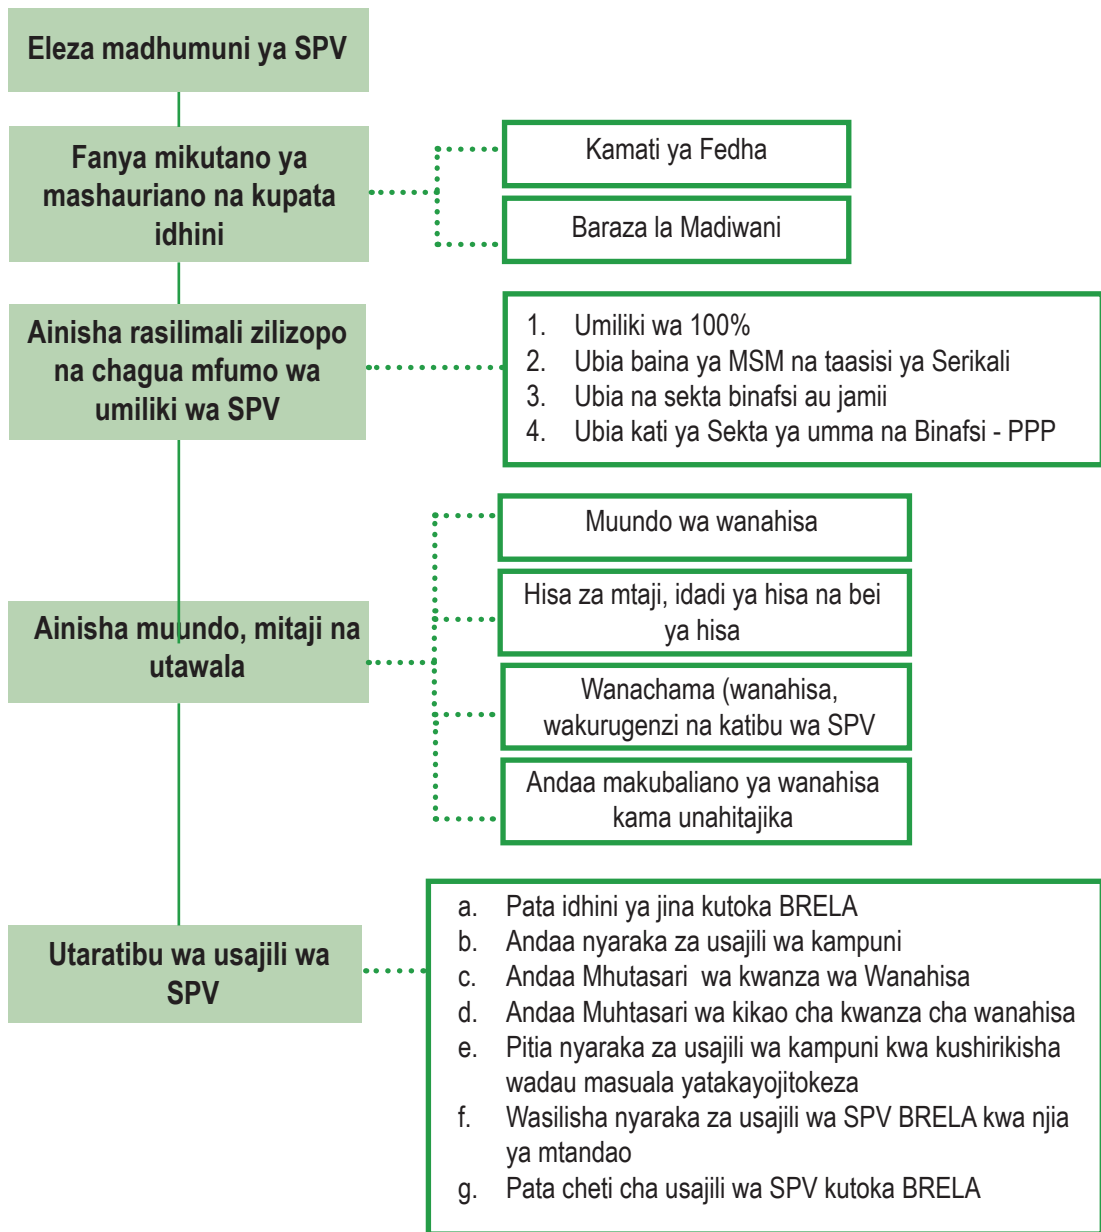 Eleza madhumuni ya SPV
Fanya mikutano ya
mashauriano na kupata
idhini
Kamati ya Fedha
Baraza la Madiwani
Ainisha rasilimali zilizopo
na chagua mfumo wa
umiliki wa SPV
1. Umiliki wa 100%
2. Ubia baina ya MSM na taasisi ya Serikali
3. Ubia na sekta binafsi au jamii
4. Ubia kati ya Sekta ya umma na Binafsi - PPP
Ainisha muundo, mitaji na
utawala
Muundo wa wanahisa
Hisa za mtaji, idadi ya hisa na bei
ya hisa
Wanachama (wanahisa,
wakurugenzi na katibu wa SPV
Andaa makubaliano ya wanahisa
kama unahitajika
Utaratibu wa usajili wa
SPV
a. Pata idhini ya jina kutoka BRELA
b. Andaa nyaraka za usajili wa kampuni
c. Andaa Mhutasari wa kwanza wa Wanahisa
d. Andaa Muhtasari wa kikao cha kwanza cha wanahisa
e. Pitia nyaraka za usajili wa kampuni kwa kushirikisha
wadau masuala yatakayojitokeza
f. Wasilisha nyaraka za usajili wa SPV BRELA kwa njia
ya mtandao
g. Pata cheti cha usajili wa SPV kutoka BRELA